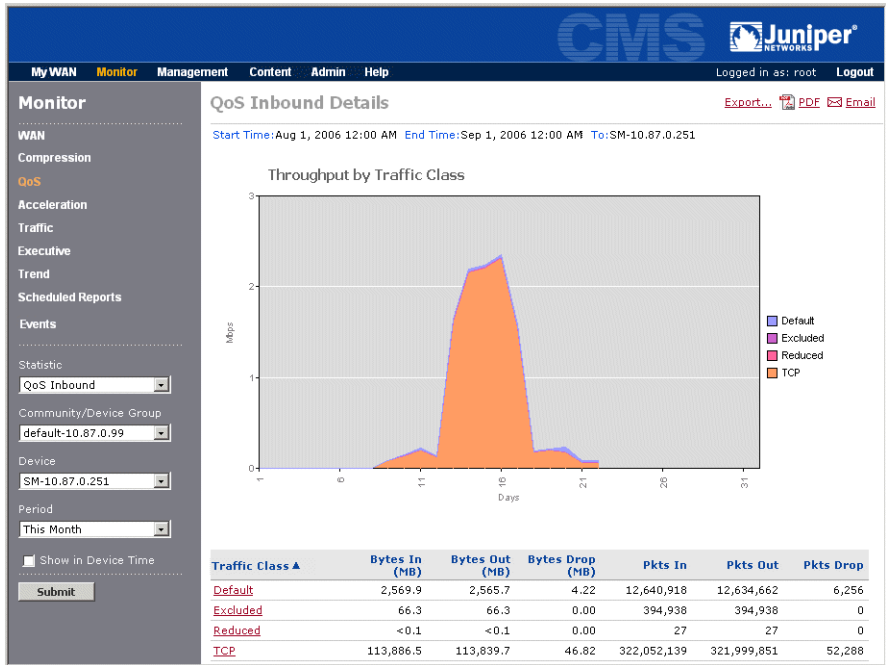 CMS
Juniper®
NETWORKS
My WAN Monitor Management Content Admin Help Logged in as: root Logout
Monitor
WAN
Compression
QoS
Acceleration
Traffic
Executive
Trend
Scheduled Reports
Events
Statistic
QoS Inbound
Community/Device Group
default-10.87.0.99
Device
SM-10.87.0.251
Period
This Month
Show in Device Time
Submit
QoS Inbound Details
Export... PDF Email
Start Time:Aug 1, 2006 12:00 AM End Time:Sep 1, 2006 12:00 AM To:SM-10.87.0.251
Throughput by Traffic Class
3
2
1
0
Mbps
1 6 11 16 21 26 31
Days
Default
Excluded
Reduced
TCP
Traffic Class▲ Bytes In (MB) Bytes Out (MB) Bytes Drop (MB) Pkts In Pkts Out Pkts Drop
Default 2,569.9 2,565.7 4.22 12,640,918 12,634,662 6,256
Excluded 66.3 66.3 0.00 394,938 394,938 0
Reduced <0.1 <0.1 0.00 27 27 0
TCP 113,886.5 113,839.7 46.82 322,052,139 321,999,851 52,288